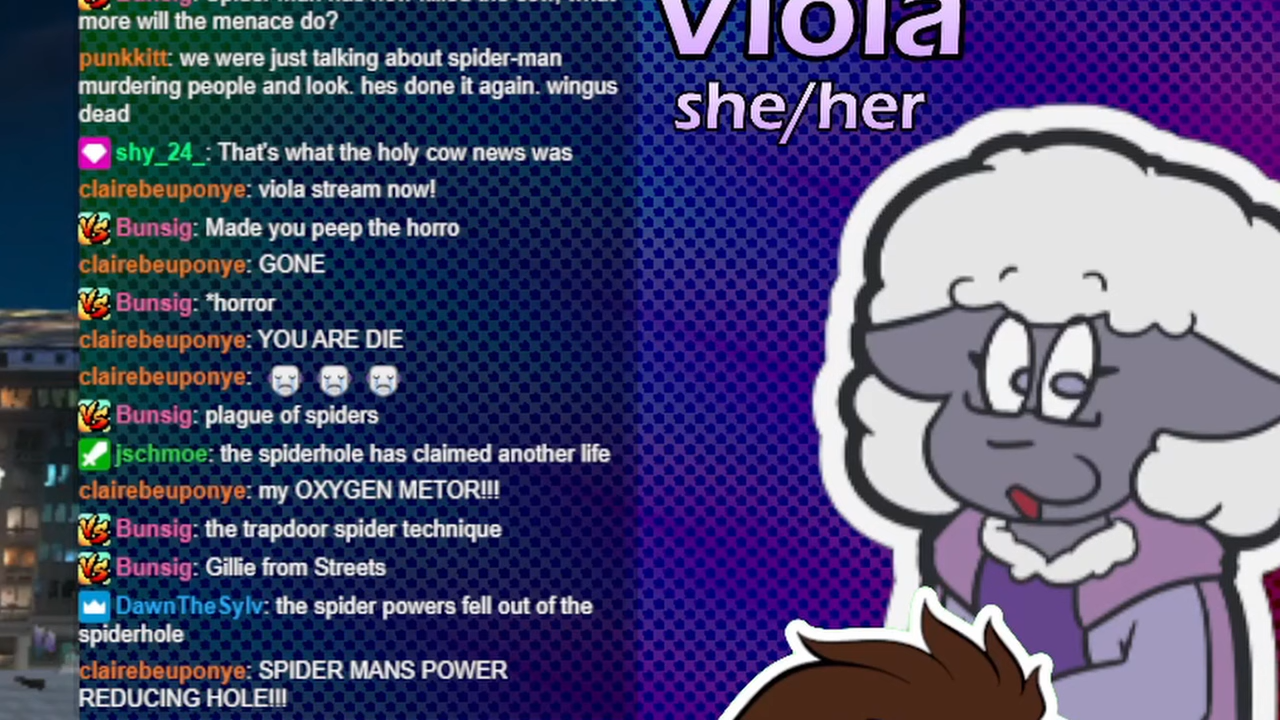 more will the menace do?
punkkitt: we were just talking about spider-man
murdering people and look. hes done it again. wingus
dead
shy_24_: That's what the holy cow news was
clairebeuponye: viola stream now!
Bunsig: Made you peep the horro
clairebeuponye: GONE
Bunsig: *horror
clairebeuponye: YOU ARE DIE
clairebeuponye:
Bunsig: plague of spiders
jschmoe: the spiderhole has claimed another life
clairebeuponye: my OXYGEN METOR!!!
Bunsig: the trapdoor spider technique
Bunsig: Gillie from Streets
DawnTheSylv: the spider powers fell out of the
spiderhole
clairebeuponye: SPIDER MANS POWER
REDUCING HOLE!!!
Viola
she/her